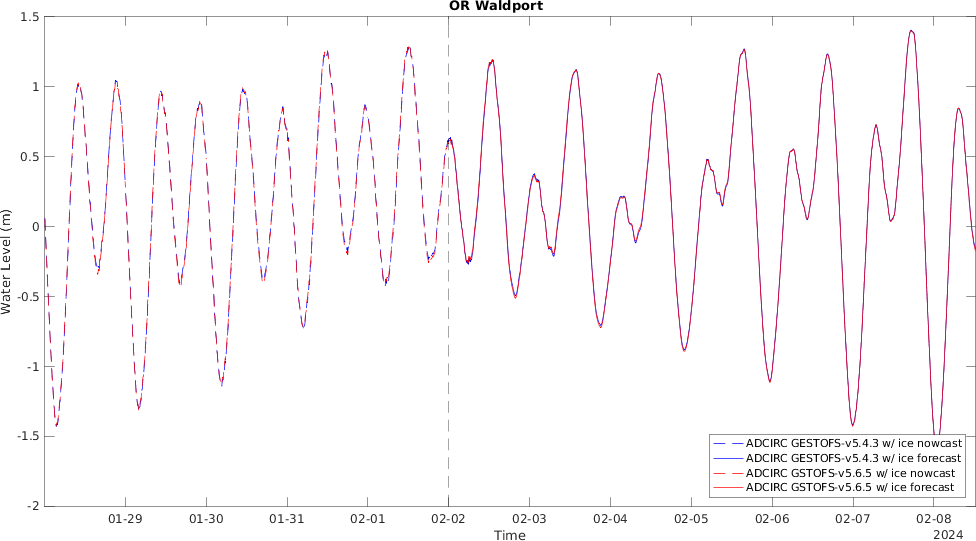 OR Waldport
1.5
1
0.5
0
-0.5
-1
-1.5
-2
Water Level (m)
ADCIRC GESTOFS-v5.4.3 w/ ice nowcast
ADCIRC GESTOFS-v5.4.3 w/ ice forecast
ADCIRC GSTOFS-v5.6.5 w/ ice nowcast
ADCIRC GSTOFS-v5.6.5 w/ ice forecast
01-29 01-30 01-31 02-01 02-02 02-03 02-04 02-05 02-06 02-07 02-08
Time
2024